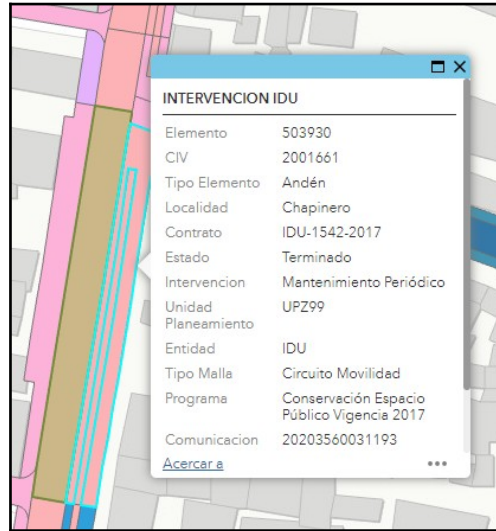 INTERVENCION IDU
Elemento 503930
CIV 2001661
Tipo Elemento Andén
Localidad Chapinero
Contrato IDU-1542-2017
Estado Terminado
Intervencion Mantenimiento Periódico
Unidad Planeamiento UPZ99
Entidad IDU
Tipo Malla Circuito Movilidad
Programa Conservación Espacio
Público Vigencia 2017
Comunicacion 20203560031193
Acercar a